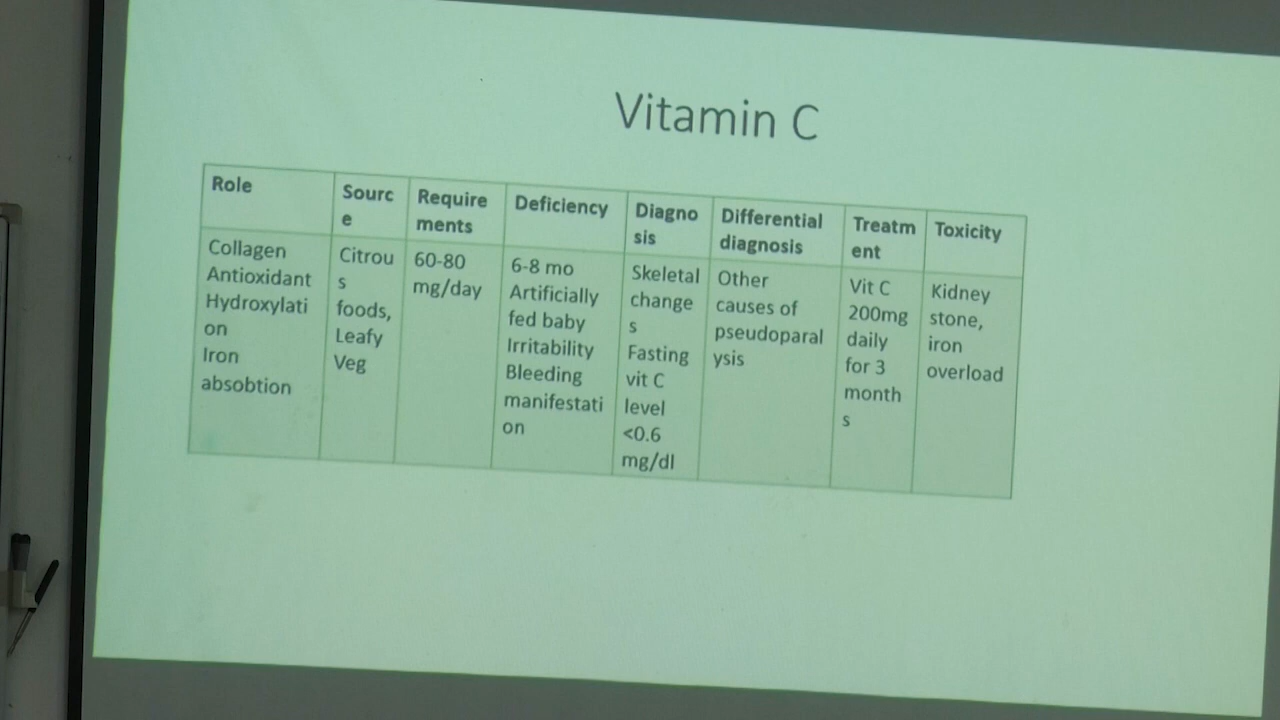 Vitamin C
Role
Sourc
e
Require
ments
Deficiency
Diagno
sis
Differential
diagnosis
Treatm
ent
Toxicity
Collagen
Antioxidant
Hydroxylati
on
Iron
absobtion
Citrou
s
foods,
Leafy
Veg
60-80
mg/day
6-8 mo
Artificially
fed baby
Irritability
Bleeding
manifestati
on
Skeletal
change
s
Fasting
vit C
level
<0.6
mg/dl
Other
causes of
pseudoparal
ysis
Vit C
200mg
daily
for 3
month
s
Kidney
stone,
iron
overload